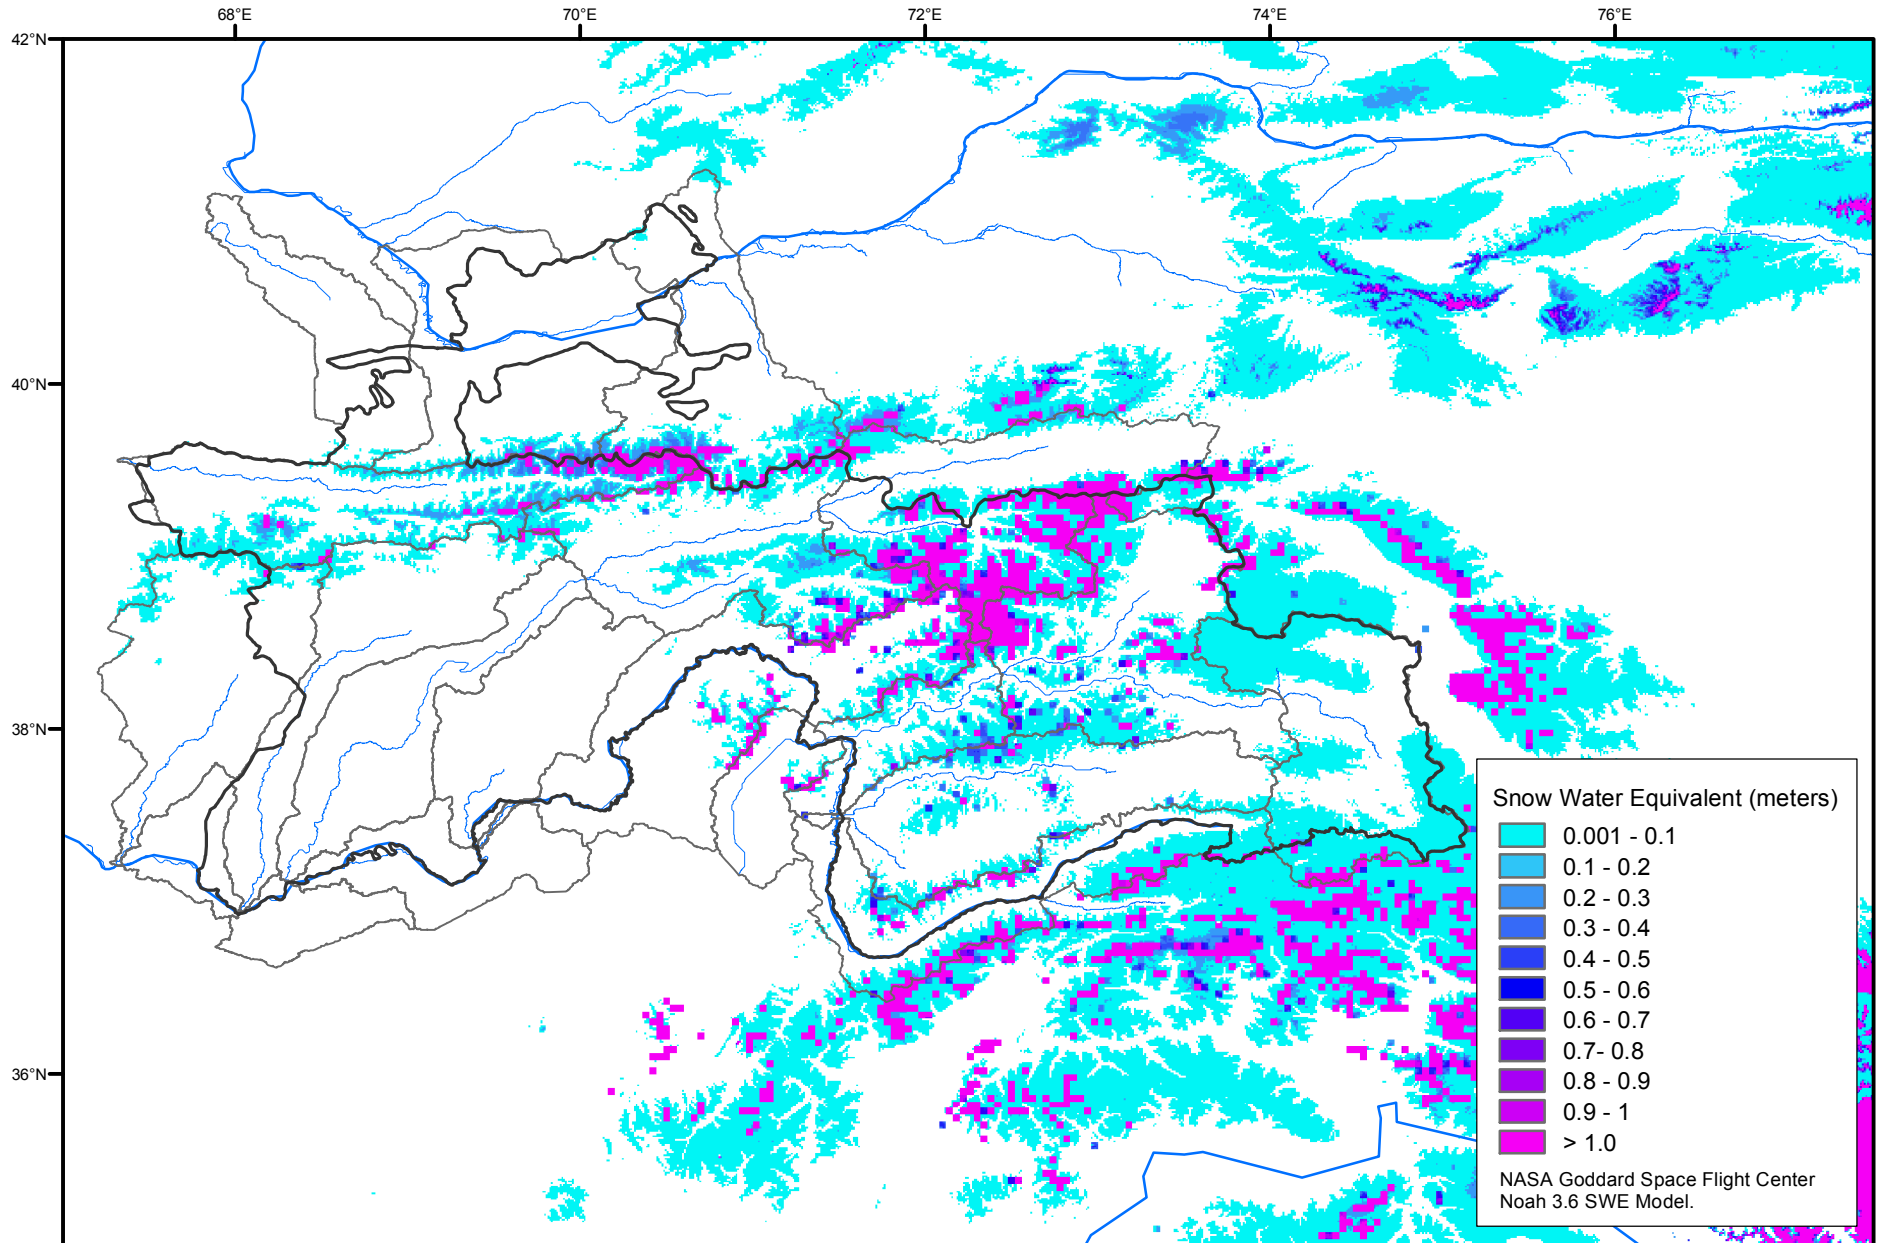 68°E
70°E
72°E
74°E
76°E
42°N
40°N
38°N
36°N
Snow Water Equivalent (meters)
0.001 - 0.1
0.1 - 0.2
0.2 - 0.3
0.3 - 0.4
0.4 - 0.5
0.5 - 0.6
0.6 - 0.7
0.7- 0.8
0.8 - 0.9
0.9 - 1
> 1.0
NASA Goddard Space Flight Center
Noah 3.6 SWE Model.